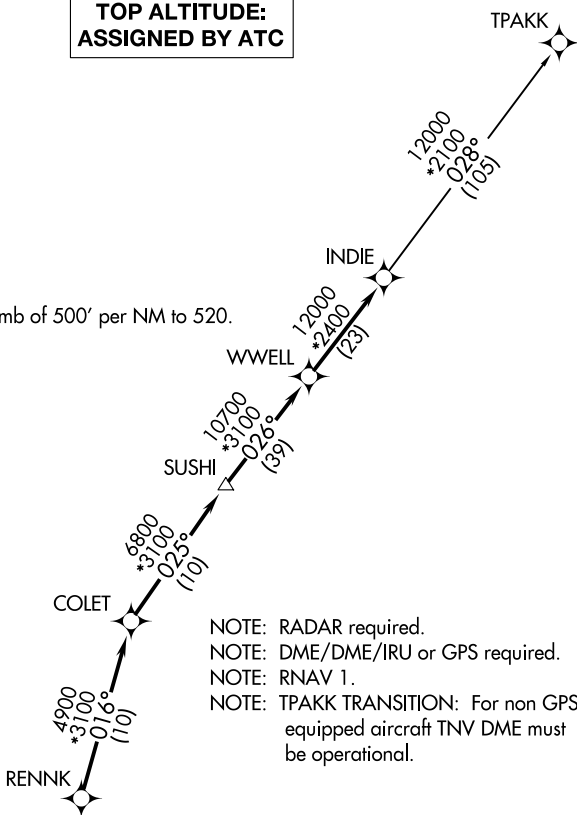 TOP ALTITUDE:
ASSIGNED BY ATC
TPAKK
12000
*2100
028°
(105)
INDIE
mb of 500' per NM to 520.
12000
*2400
(23)
WWELL
10700
*3100
026°
(39)
SUSHI
6800
*3100
025°
(10)
COLET
NOTE: RADAR required.
NOTE: DME/DME/IRU or GPS required.
NOTE: RNAV 1.
NOTE: TPAKK TRANSITION: For non GPS
equipped aircraft TNV DME must
be operational.
4900
*3100
016°
(10)
RENNK